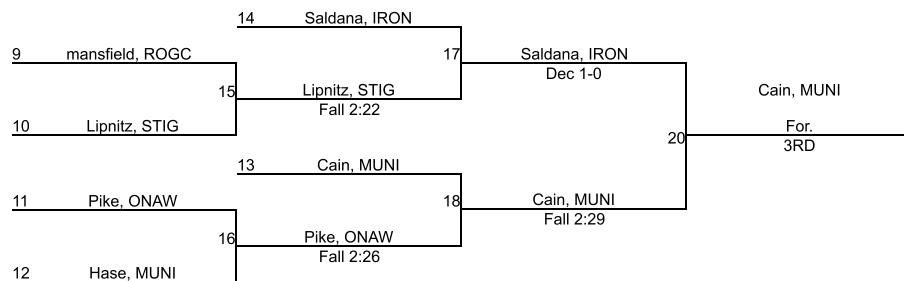 14 Saldana, IRON
9 mansfield, ROGC
17 Saldana, IRON
Dec 1-0
15 Lipnitz, STIG
Fall 2:22
Cain, MUNI
10 Lipnitz, STIG
For.
20
3RD
13 Cain, MUNI
11 Pike, ONAW
18 Cain, MUNI
Fall 2:29
16 Pike, ONAW
Fall 2:26
12 Hase, MUNI